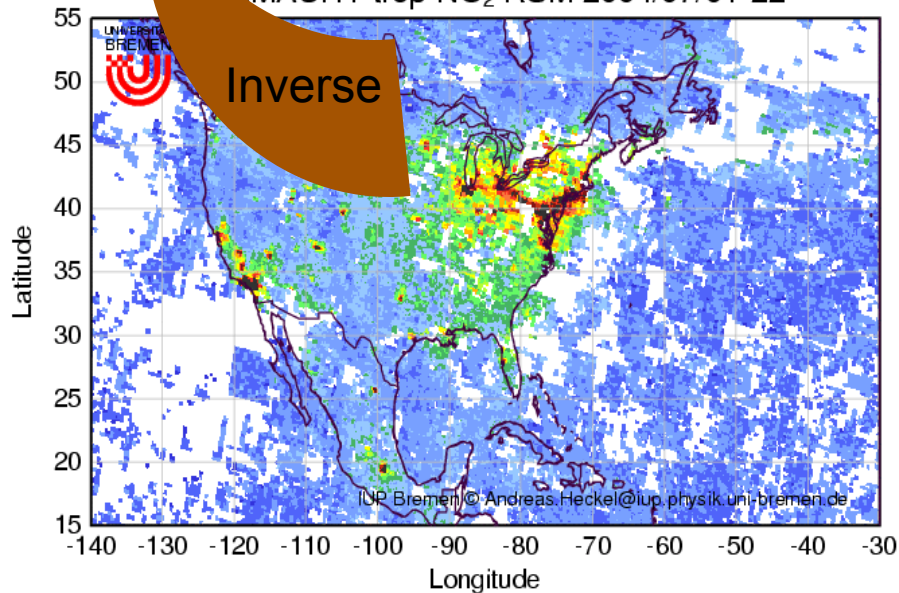 55
UNIVERSITÄ
BREMEN
50
Inverse
45
40
35
30
25
20
IUP Bremen © Andreas.Heckel@iup.physik.uni-bremen.de
15
-140 -130 -120 -110 -100 -90 -80 -70 -60 -50 -40 -30
Latitude
Longitude